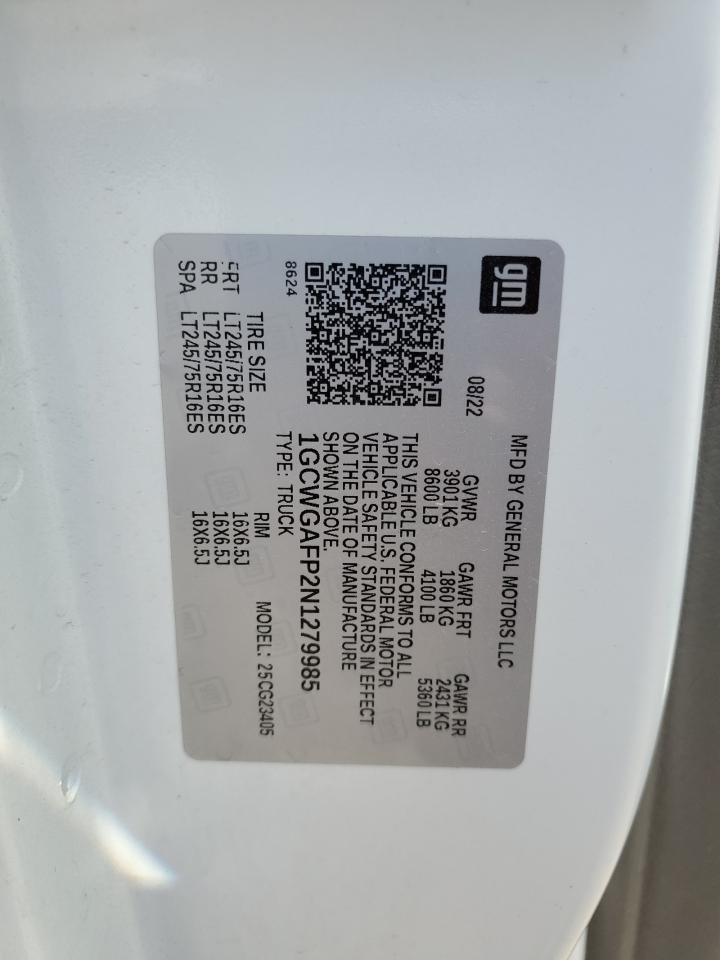 gm
MFD BY GENERAL MOTORS LLC
08/22
GVWR GAWR FRT GAWR RR
3901 KG 1860 KG 2431 KG
8600 LB 4100 LB 5360 LB
THIS VEHICLE CONFORMS TO ALL
APPLICABLE U.S. FEDERAL MOTOR
VEHICLE SAFETY STANDARDS IN EFFECT
ON THE DATE OF MANUFACTURE
SHOWN ABOVE.
1GCWGAFP2N1279985
TYPE: TRUCK
8624
MODEL: 25CG23405
TIRE SIZE RIM
FRT LT245/75R16ES 16X6.5J
RR LT245/75R16ES 16X6.5J
SPA LT245/75R16ES 16X6.5J